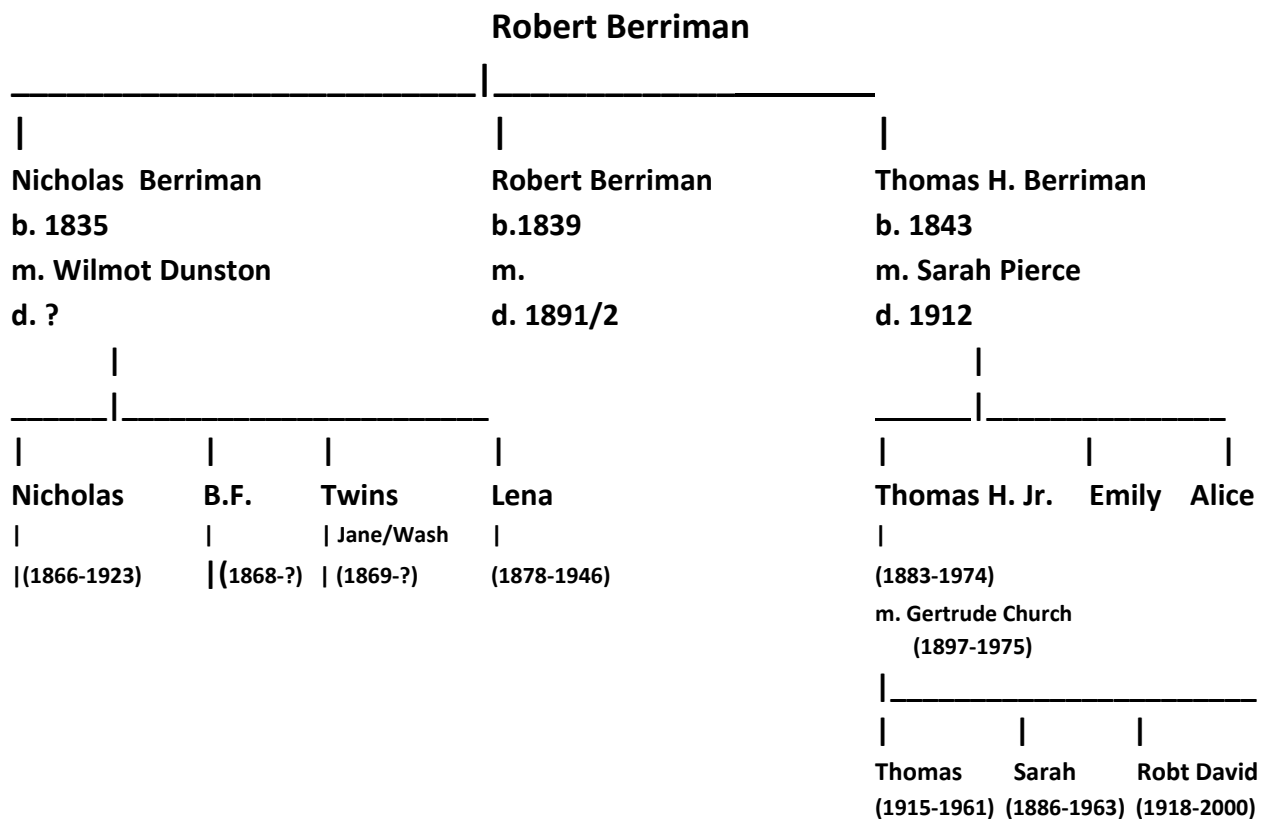 Robert Berriman
Nicholas Berriman Robert Berriman Thomas H. Berriman
b. 1835 b.1839 b. 1843
m. Wilmot Dunston m. m. Sarah Pierce
d. ? d. 1891/2 d. 1912
Nicholas B.F. Twins Lena Thomas H. Jr. Emily Alice
Jane/Wash
(1866-1923) (1868-?) (1869-?) (1878-1946) (1883-1974)
m. Gertrude Church
(1897-1975)
Thomas Sarah Robt David
(1915-1961) (1886-1963) (1918-2000)